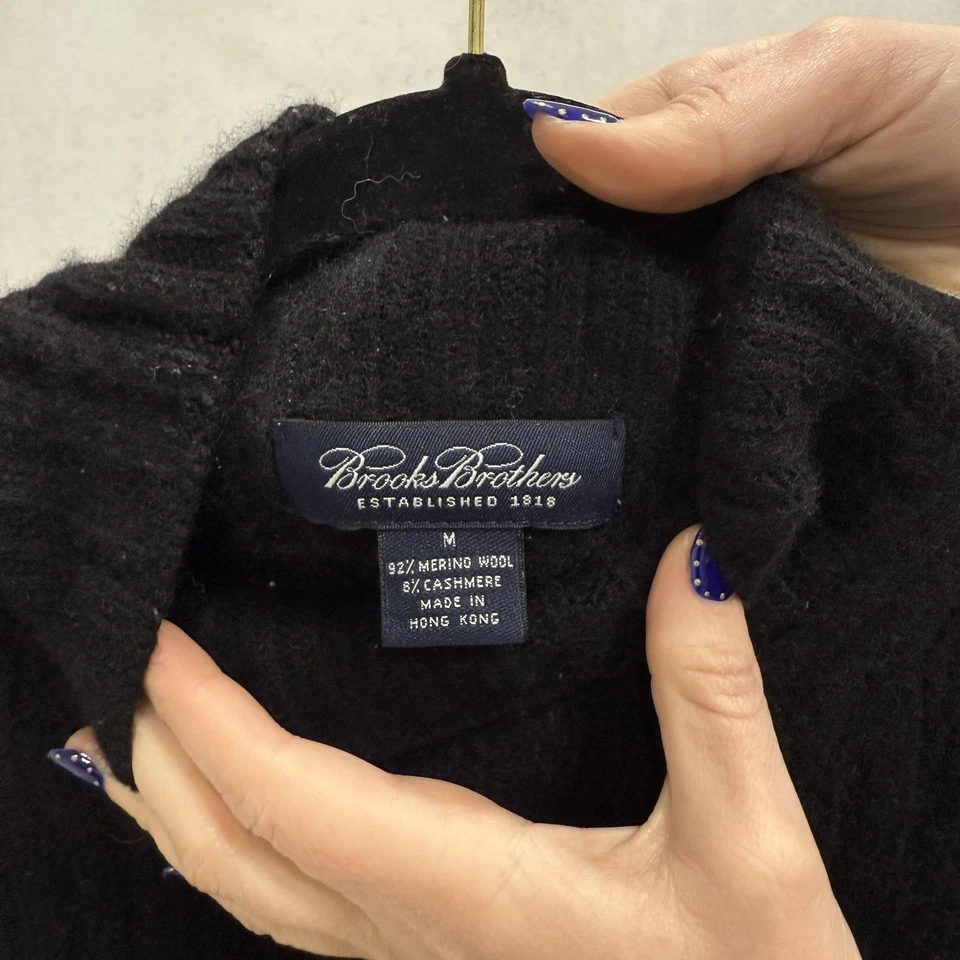 Brooks Brothers
ESTABLISHED 1818
M
92% MERINO WOOL
8% CASHMERE
MADE IN
HONG KONG